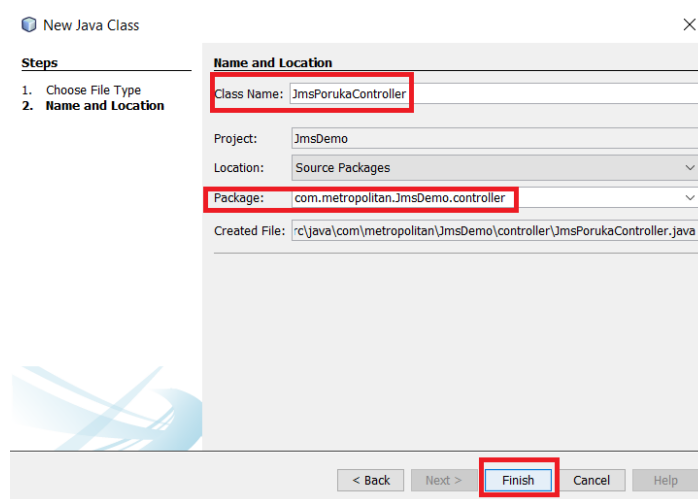 New Java Class
Steps
1. Choose File Type
2. Name and Location
Name and Location
Class Name: JmsPorukaController
Project: JmsDemo
Location: Source Packages
Package: com.metropolitan.JmsDemo.controller
Created File: rc\java\com\metropolitan\JmsDemo\controller\JmsPorukaController.java
< Back Next > Finish Cancel Help